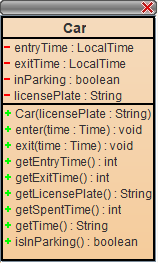 Car
- entryTime : LocalTime
- exitTime : LocalTime
- inParking : boolean
- licensePlate : String
+ Car(licensePlate : String)
+ enter(time : Time) : void
+ exit(time : Time) : void
+ getEntryTime() : int
+ getExitTime() : int
+ getLicensePlate() : String
+ getSpentTime() : int
+ getTime() : String
+ isInParking() : boolean